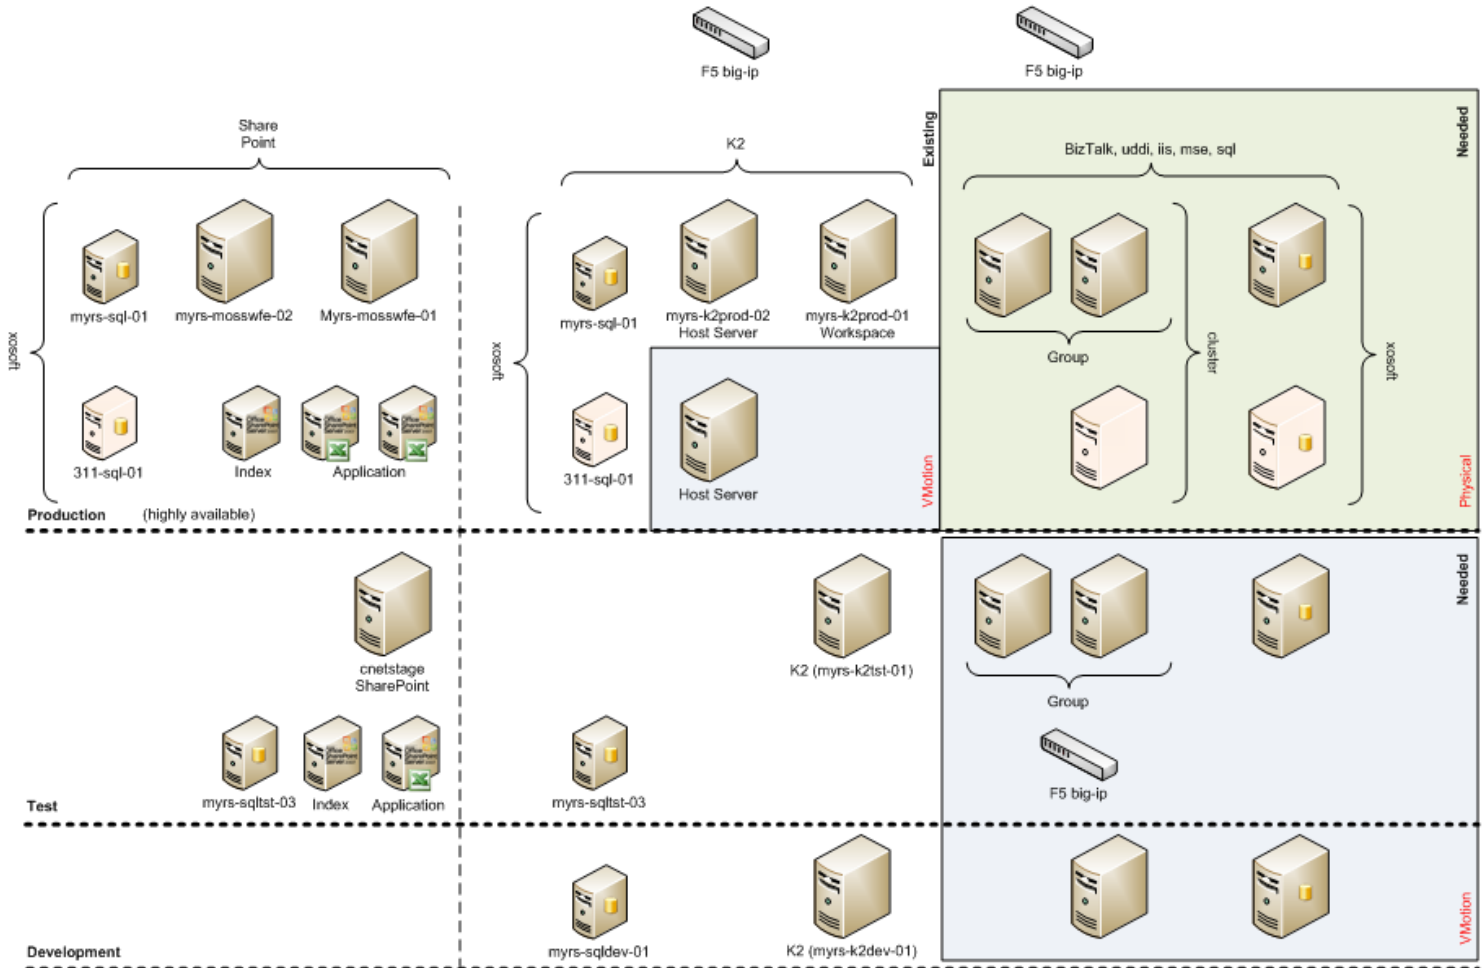 F5 big-ip
F5 big-ip
Share
Point
K2
Existing
BizTalk, uddi, iis, mse, sql
Needed
xosoft
myrs-sql-01
myrs-mosswfe-02
Myrs-mosswfe-01
xosoft
myrs-sql-01
myrs-k2prod-02
Host Server
myrs-k2prod-01
Workspace
Group
cluster
xosoft
311-sql-01
Index
Application
311-sql-01
Host Server
VMotion
Physical
Production (highly available)
cnetstage
SharePoint
K2 (myrs-k2tst-01)
Group
Needed
myrs-sqltst-03
Index
Application
myrs-sqltst-03
F5 big-ip
Test
myrs-sqldev-01
K2 (myrs-k2dev-01)
VMotion
Development